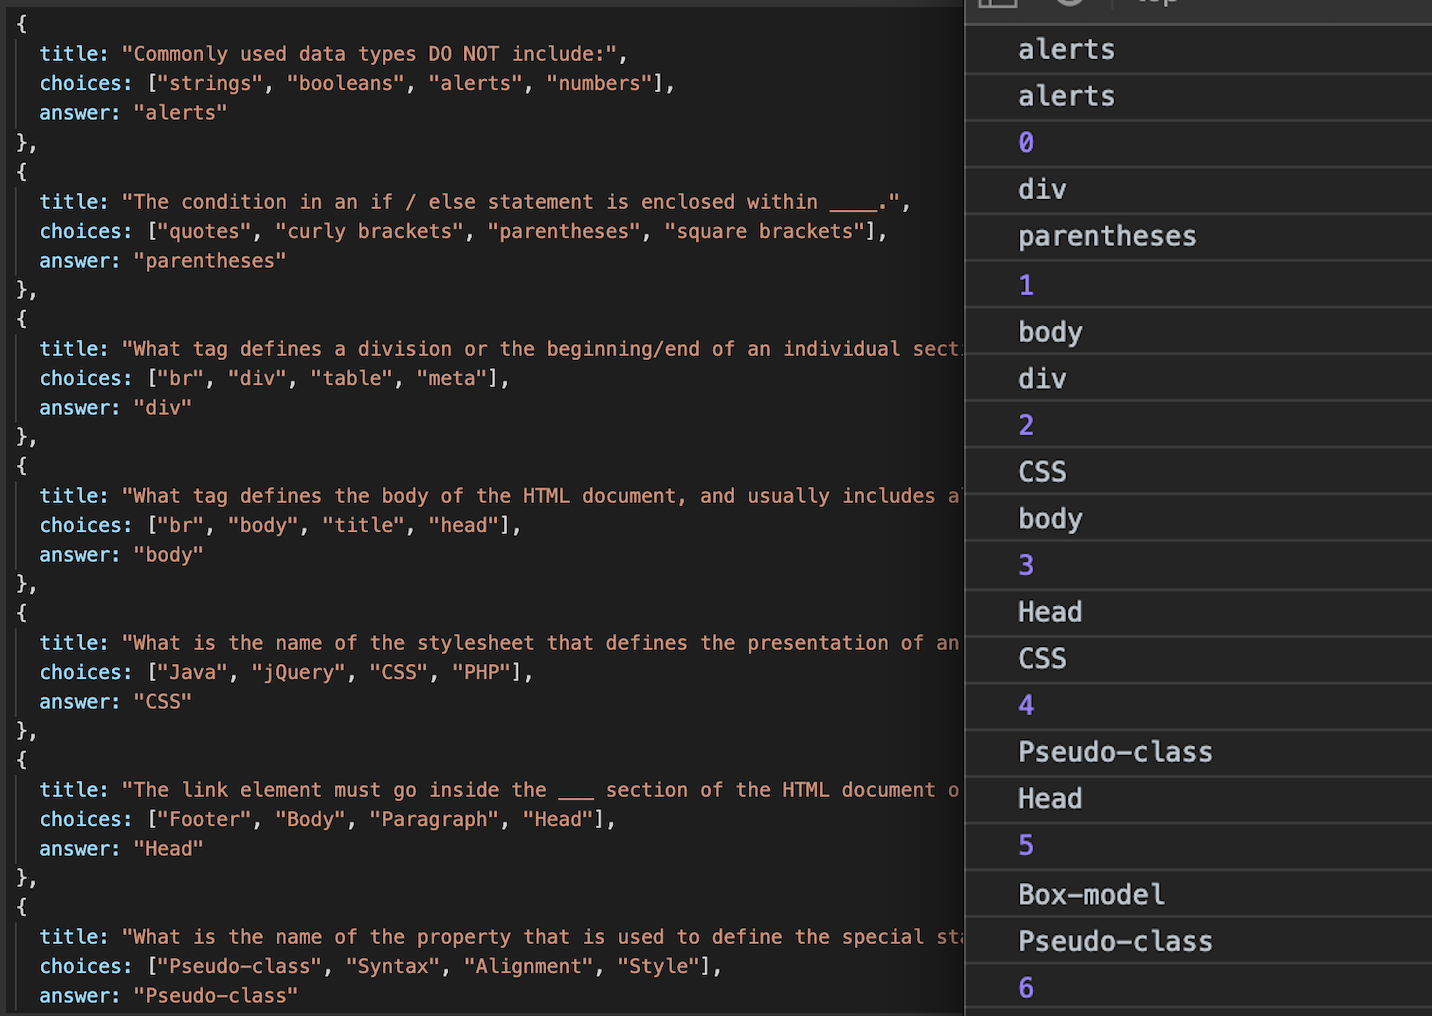 {
title: "Commonly used data types DO NOT include:",
choices: ["strings", "booleans", "alerts", "numbers"],
answer: "alerts"
},
{
title: "The condition in an if / else statement is enclosed within ____.",
choices: ["quotes", "curly brackets", "parentheses", "square brackets"],
answer: "parentheses"
},
{
title: "What tag defines a division or the beginning/end of an individual secti
choices: ["br", "div", "table", "meta"],
answer: "div"
},
{
title: "What tag defines the body of the HTML document, and usually includes al
choices: ["br", "body", "title", "head"],
answer: "body"
},
{
title: "What is the name of the stylesheet that defines the presentation of an
choices: ["Java", "jQuery", "CSS", "PHP"],
answer: "CSS"
},
{
title: "The link element must go inside the ___ section of the HTML document o
choices: ["Footer", "Body", "Paragraph", "Head"],
answer: "Head"
},
{
title: "What is the name of the property that is used to define the special sta
choices: ["Pseudo-class", "Syntax", "Alignment", "Style"],
answer: "Pseudo-class"
alerts
alerts
0
div
parentheses
1
body
div
2
CSS
body
3
Head
CSS
4
Pseudo-class
Head
5
Box-model
Pseudo-class
6